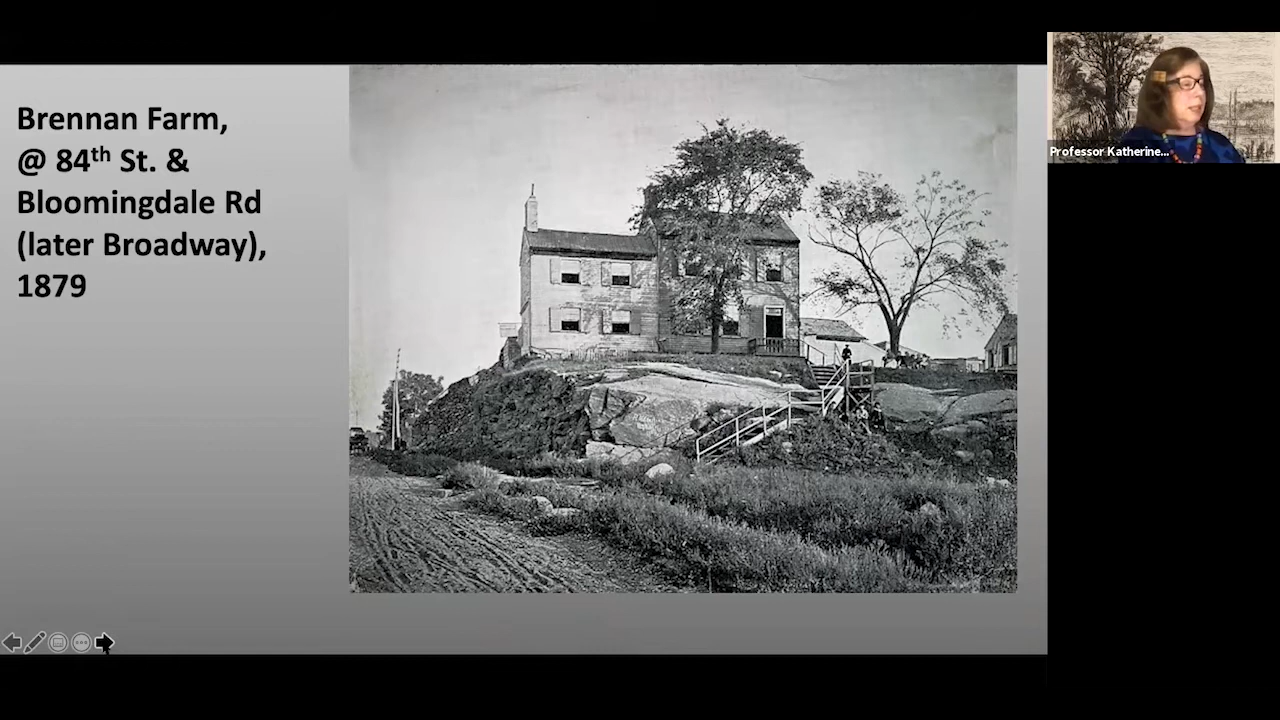 Brennan Farm,
@ 84th St. &
Bloomingdale Rd
(later Broadway),
1879
Professor Katherine...